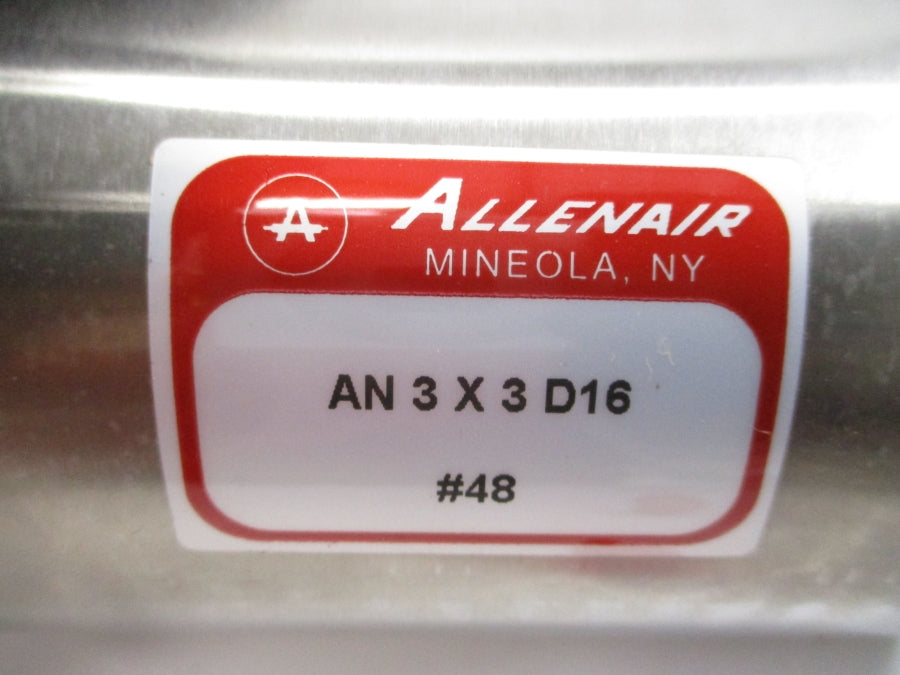 A
ALLENAIR
MINEOLA, NY
AN 3 X 3 D16
#48